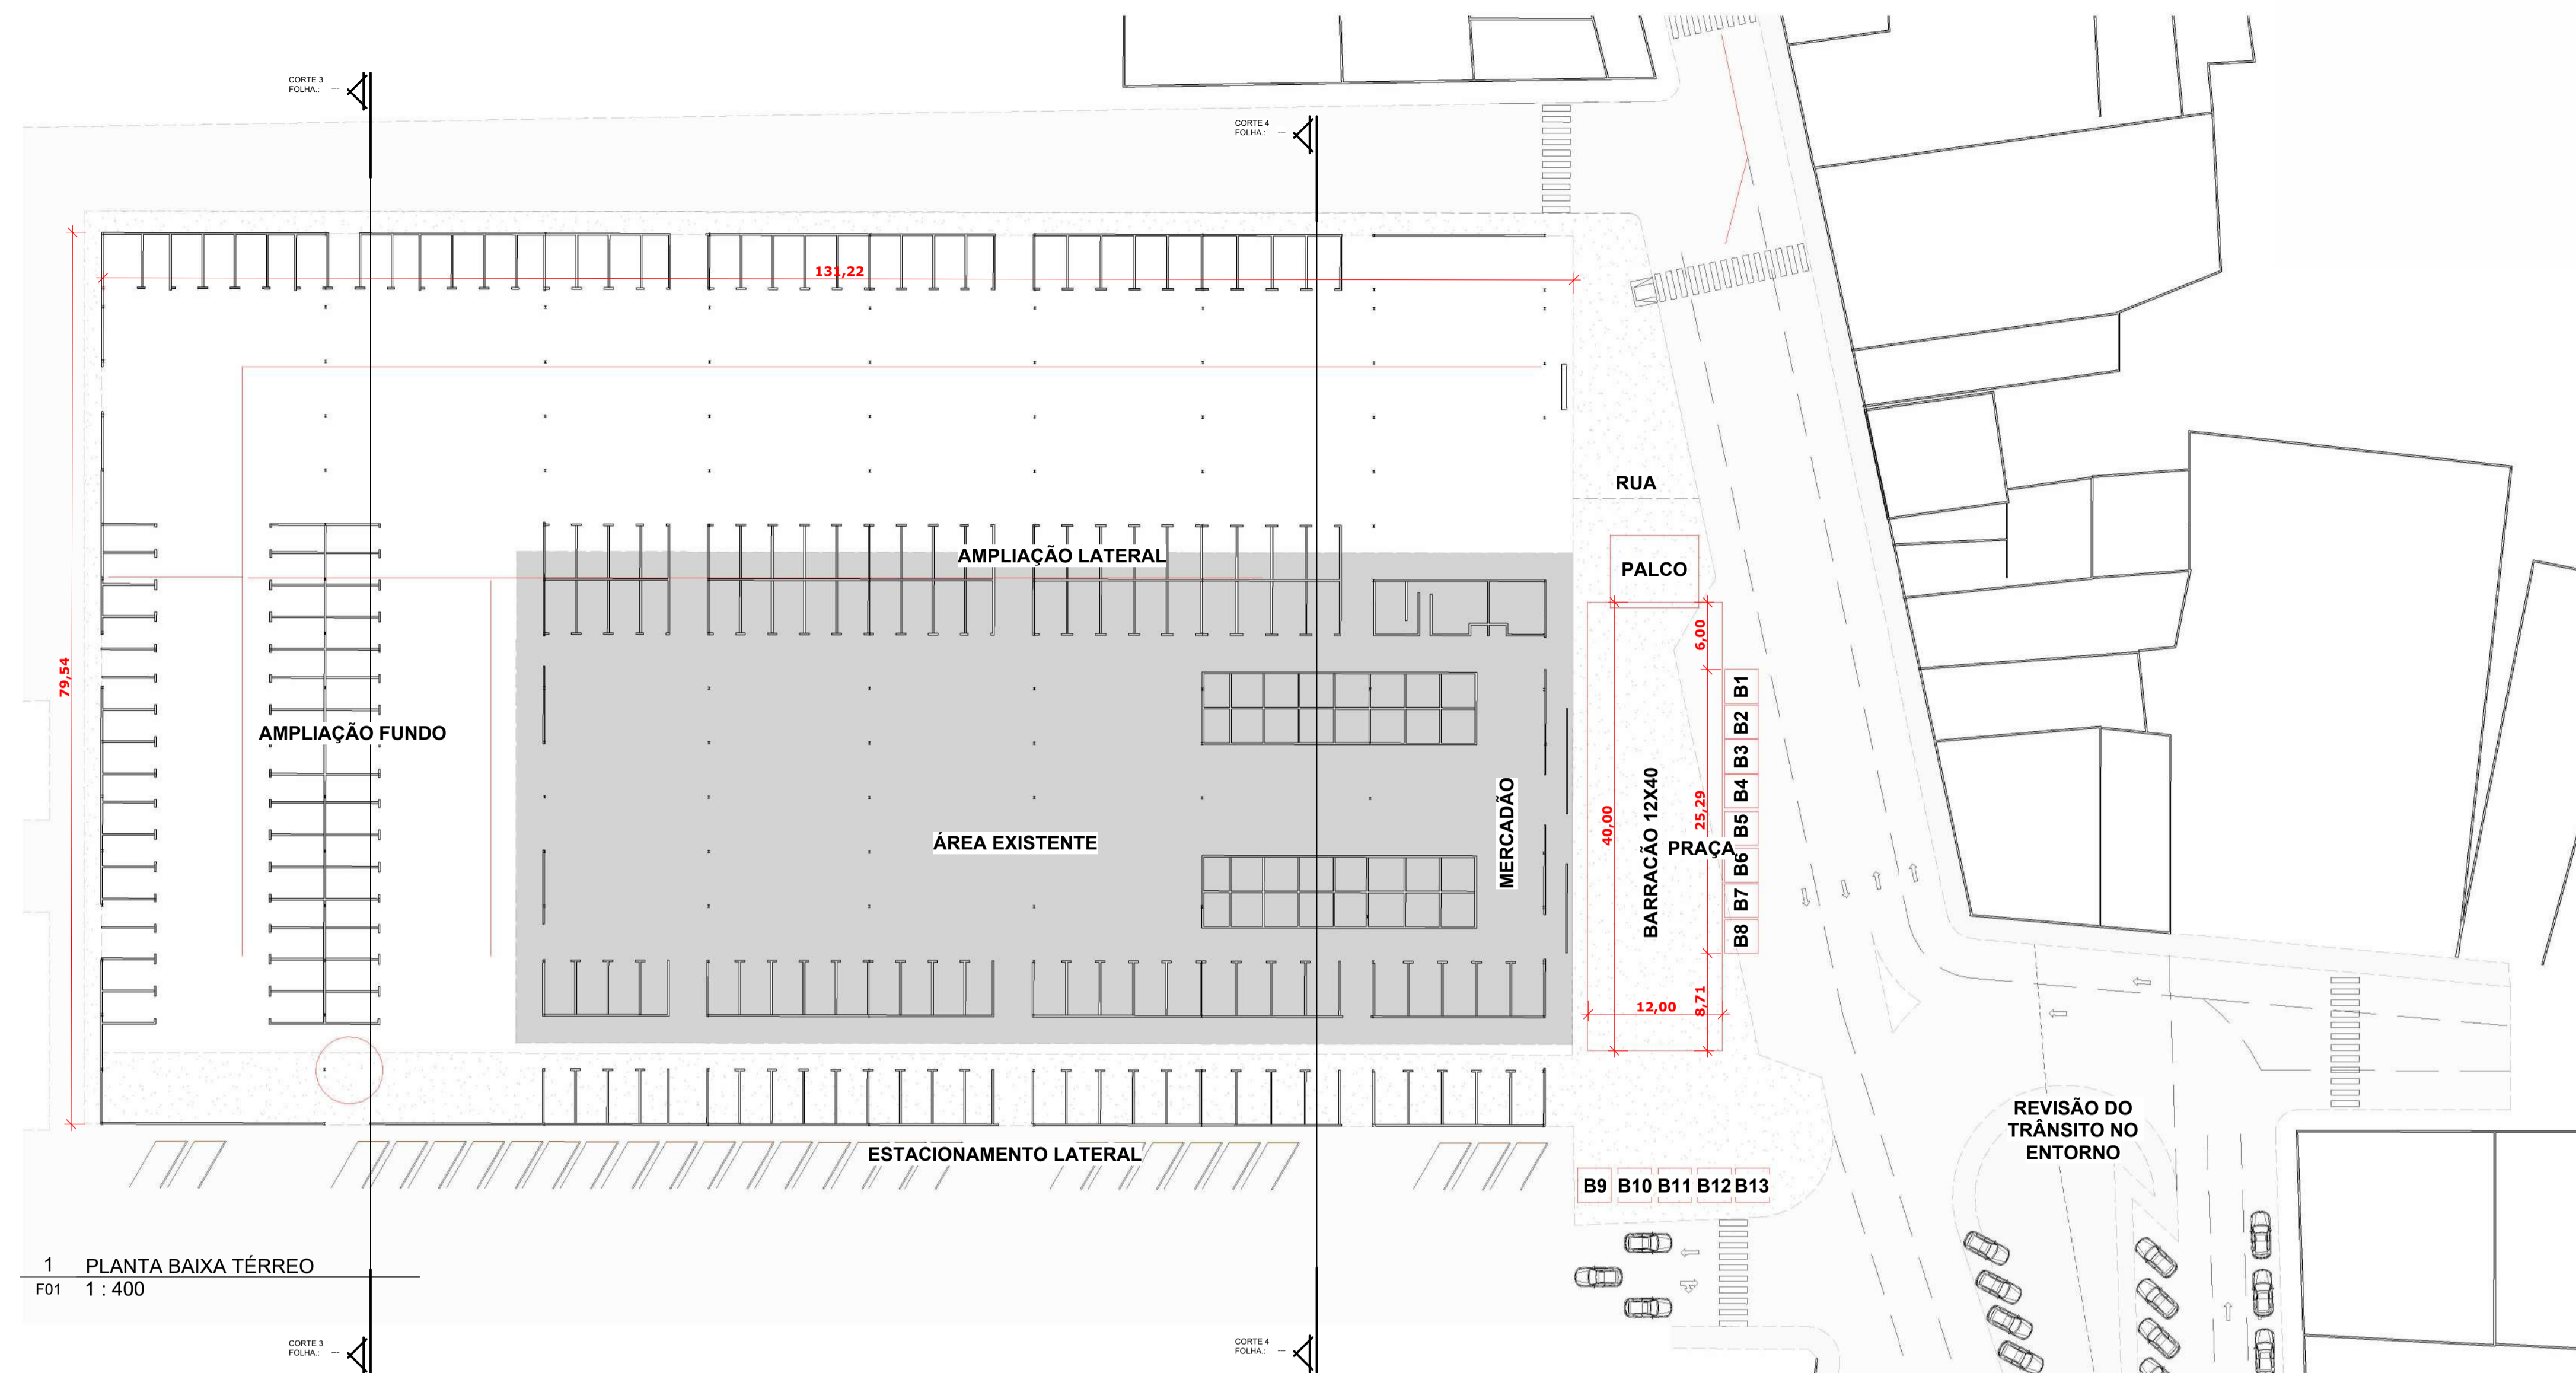 CORTE 3
FOLHA.: ---
CORTE 4
FOLHA.: ---
131,22
79,54
RUA
AMPLIAÇÃO LATERAL
PALCO
6,00
AMPLIAÇÃO FUNDO
ÁREA EXISTENTE
MERCADÃO
40,00
BARRACÃO 12X40
25,29
PRAÇA
B1
B2
B3
B4
B5
B6
B7
B8
12,00
8,71
REVISÃO DO
TRÂNSITO NO
ENTORNO
ESTACIONAMENTO LATERAL
B9 B10 B11 B12 B13
1 PLANTA BAIXA TÉRREO
F01 1 : 400
CORTE 3
FOLHA.: ---
CORTE 4
FOLHA.: ---